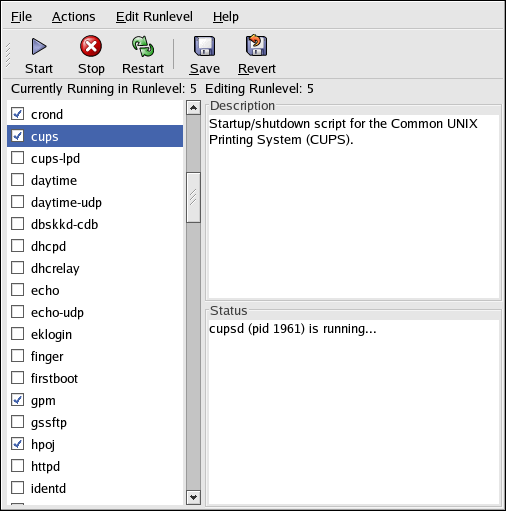 File Actions Edit Runlevel Help
Start Stop Restart Save Revert
Currently Running in Runlevel: 5 Editing Runlevel: 5
crond
cups
cups-lpd
daytime
daytime-udp
dbskkd-cdb
dhcpd
dhcrelay
echo
echo-udp
eklogin
finger
firstboot
gpm
gssftp
hpoj
httpd
identd
Description
Startup/shutdown script for the Common UNIX
Printing System (CUPS).
Status
cupsd (pid 1961) is running...